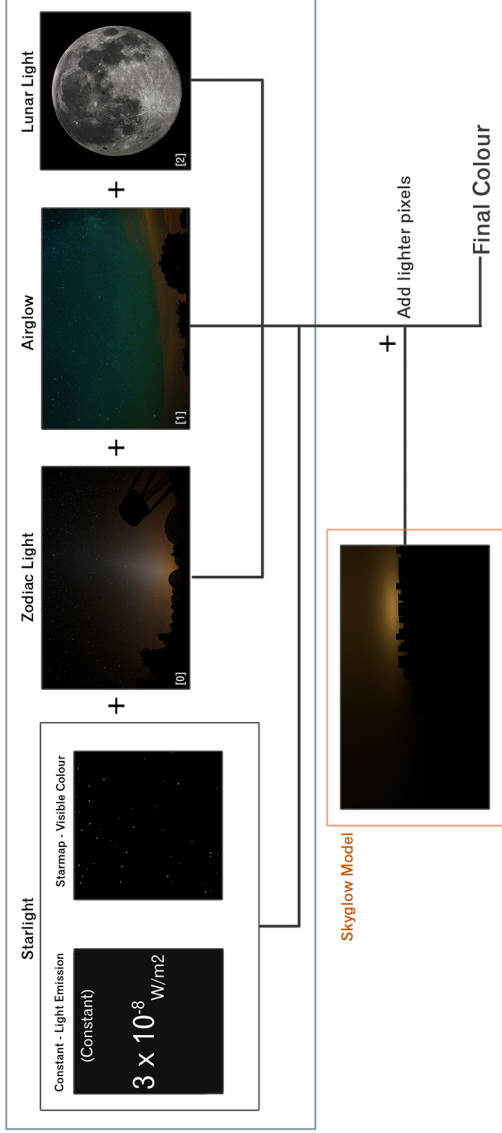 Starlight
Constant - Light Emission
(Constant)
3 x 10-8
W/m2
Starmap - Visible Colour
+
Zodiac Light
[0]
+
Airglow
[1]
+
Lunar Light
[2]
Skyglow Model
+
Add lighter pixels
Final Colour